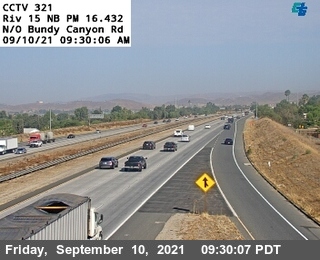 CCTV 321
Riv 15 NB PM 16.432
N/O Bundy Canyon Rd
09/10/21 09:30:06 AM
Friday, September 10, 2021 09:30:07 PDT